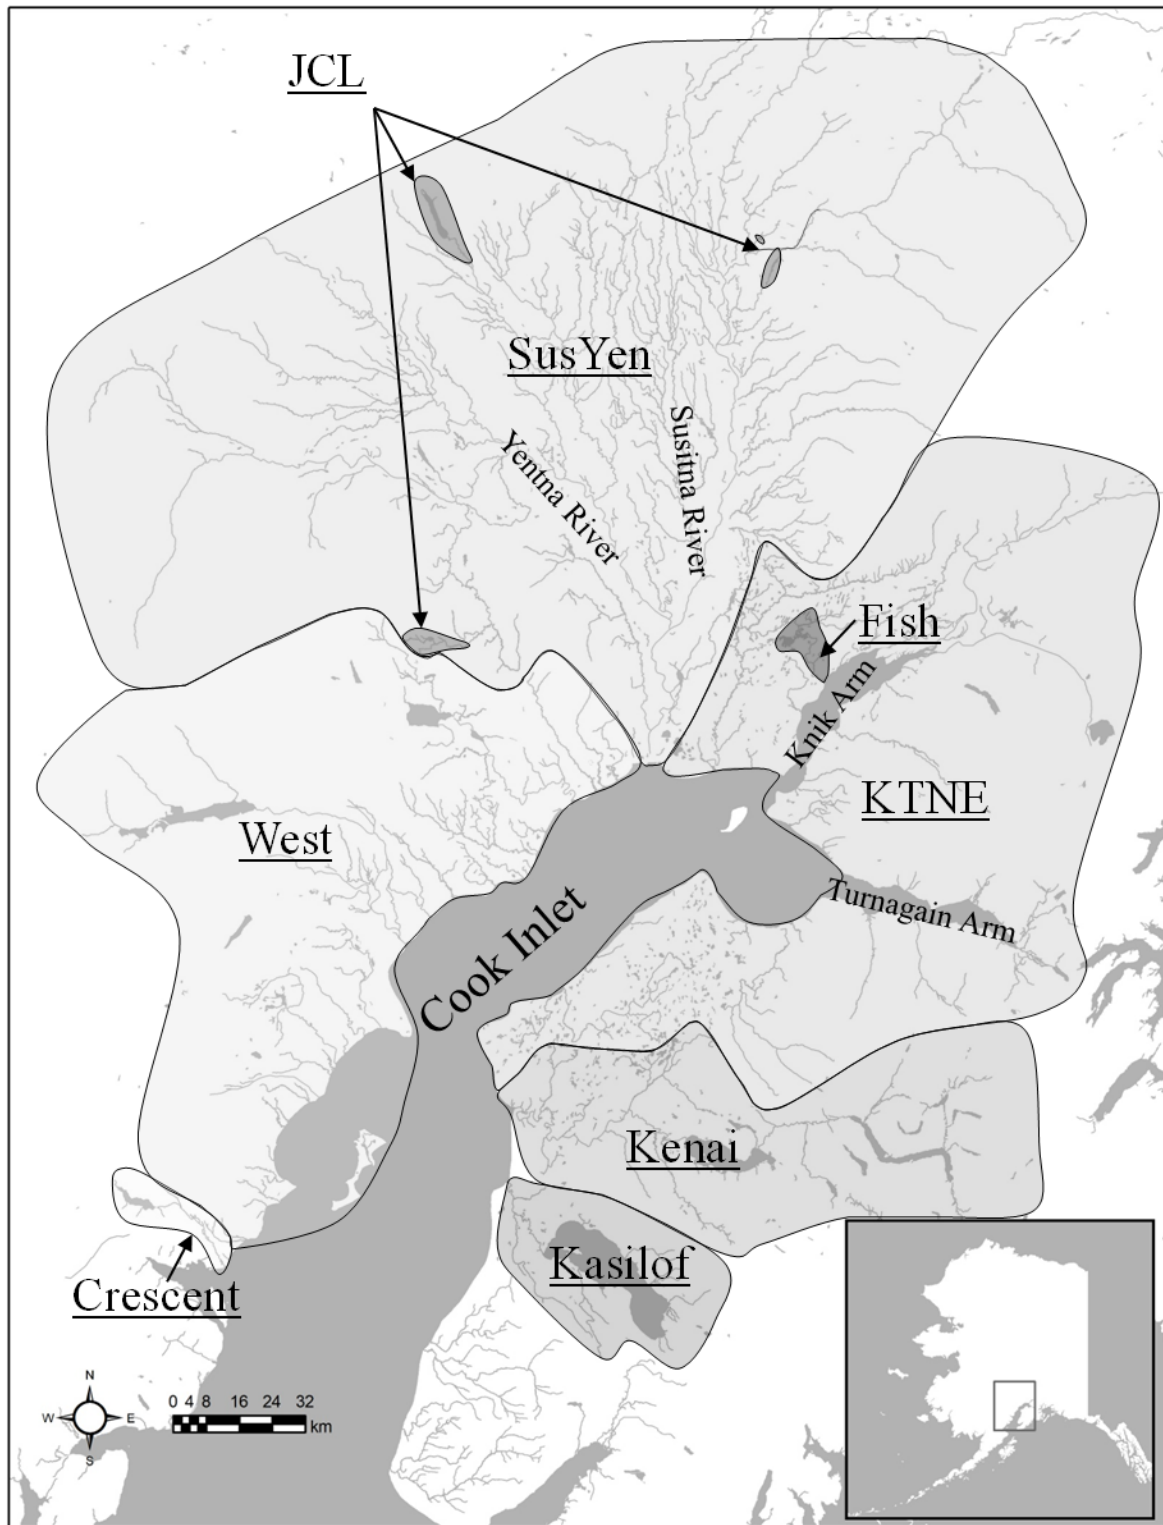 JCL
SusYen
Yentna River
Susitna River
Fish
Knik Arm
KTNE
West
Turnagain Arm
Cook Inlet
Kenai
Kasilof
Crescent
N
W E
S
0 4 8 16 24 32
km